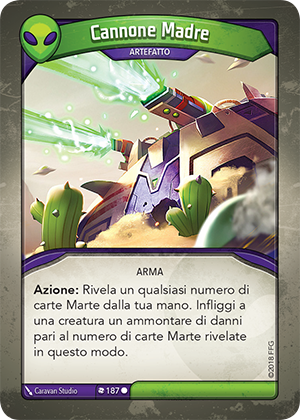 Cannone Madre
ARTEFATTO
ARMA
Azione: Rivela un qualsiasi numero di
carte Marte dalla tua mano. Infliggi a
una creatura un ammontare di danni
pari al numero di carte Marte rivelate
in questo modo.
Caravan Studio
187
©2018 FFG